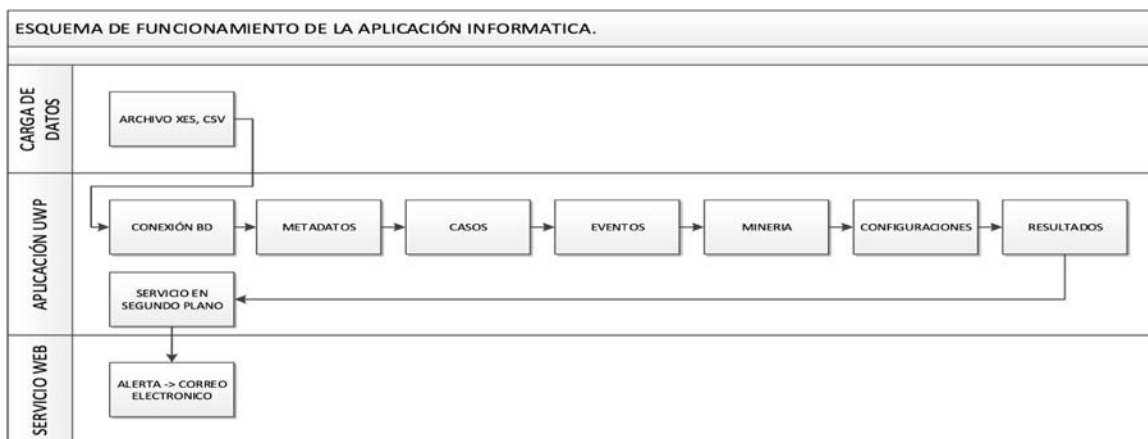 ESQUEMA DE FUNCIONAMIENTO DE LA APLICACIÓN INFORMATICA.
CARGA DE
DATOS
ARCHIVO XES, CSV
APLICACIÓN UWP
CONEXIÓN BD
METADATOS
CASOS
EVENTOS
MINERIA
CONFIGURACIONES
RESULTADOS
SERVICIO EN
SEGUNDO PLANO
SERVICIO WEB
ALERTA -> CORREO
ELECTRONICO